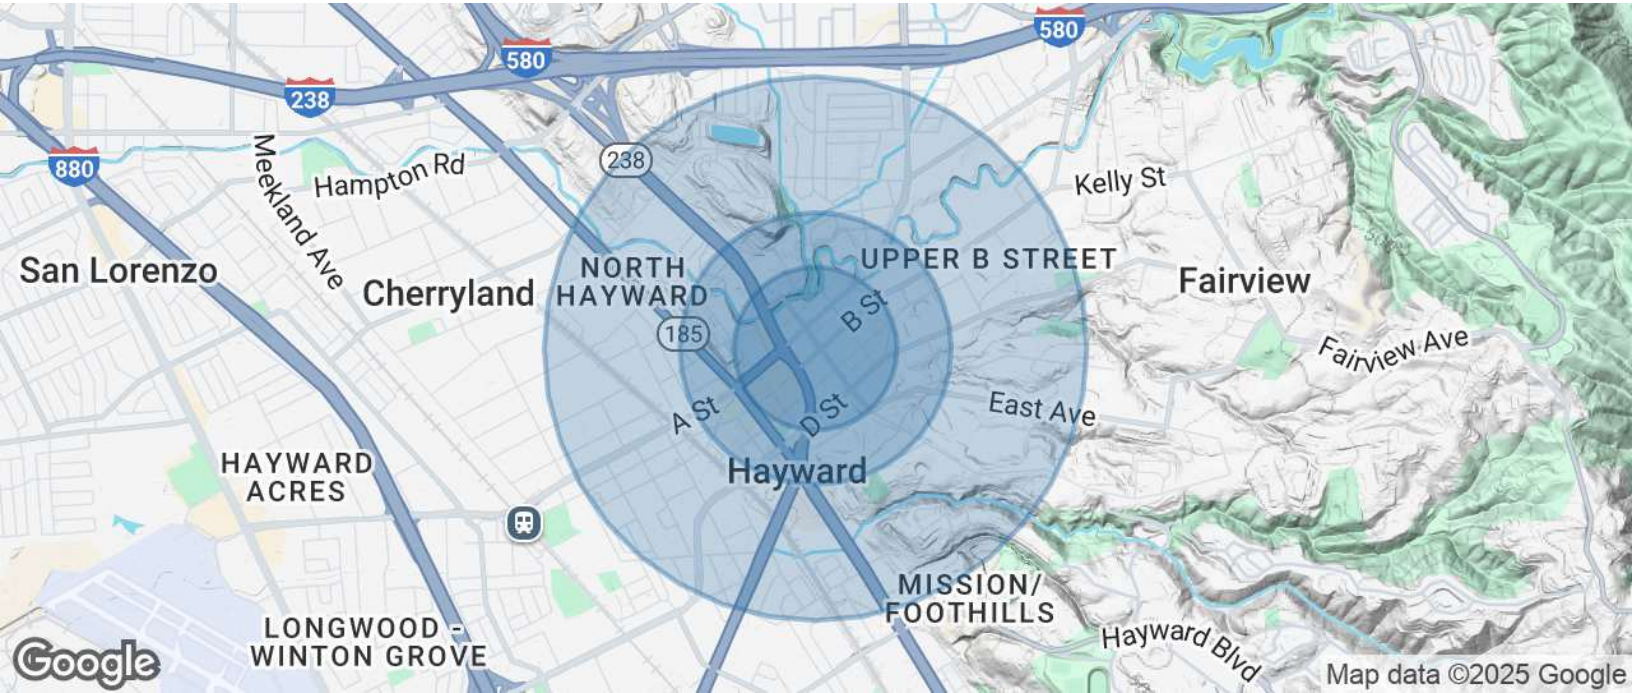 580
580
238
880
Meekland Ave
Hampton Rd
238
Kelly St
San Lorenzo
Cherryland
NORTH
HAYWARD
UPPER B STREET
Fairview
B St
185
Fairview Ave
A St
D St
East Ave
HAYWARD
ACRES
Hayward
MISSION/
FOOTHILLS
LONGWOOD -
WINTON GROVE
Hayward Blvd
Google
Map data ©2025 Google